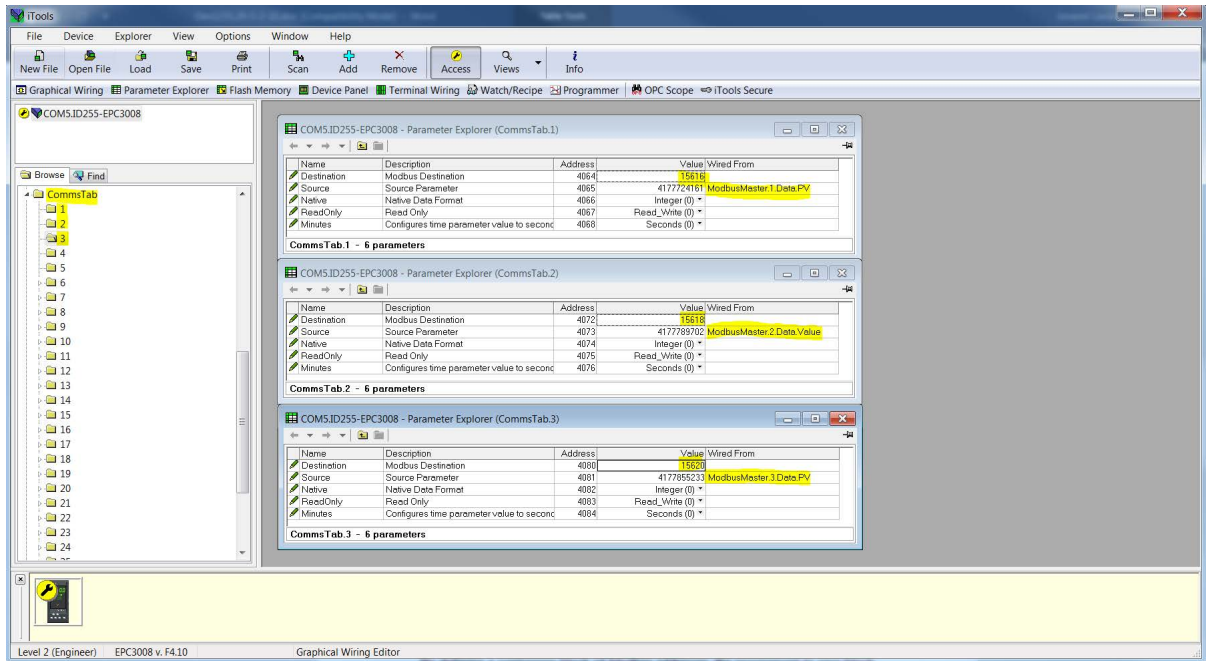 iTools
File Device Explorer View Options Window Help
New File Open File Load Save Print Scan Add Remove Access Views Info
Graphical Wiring Parameter Explorer Flash Memory Device Panel Terminal Wiring Watch/Recipe Programmer OPC Scope iTools Secure
COM5.ID255-EPC3008
Browse Find
CommsTab
1
2
3
4
5
6
7
8
9
10
11
12
13
14
15
16
17
18
19
20
21
22
23
24
COM5.ID255-EPC3008 - Parameter Explorer (CommsTab.1)
Name Description Address Value Wired From
Destination Modbus Destination 4064 15616
Source Source Parameter 4065 4177724161 ModbusMaster.1.Data.PV
Native Native Data Format 4066 Integer (0)
ReadOnly Read Only 4067 Read_Write (0)
Minutes Configures time parameter value to second 4068 Seconds (0)
CommsTab.1 - 6 parameters
COM5.ID255-EPC3008 - Parameter Explorer (CommsTab.2)
Name Description Address Value Wired From
Destination Modbus Destination 4072 15618
Source Source Parameter 4073 4177789702 ModbusMaster.2.Data.Value
Native Native Data Format 4074 Integer (0)
ReadOnly Read Only 4075 Read_Write (0)
Minutes Configures time parameter value to second 4076 Seconds (0)
CommsTab.2 - 6 parameters
COM5.ID255-EPC3008 - Parameter Explorer (CommsTab.3)
Name Description Address Value Wired From
Destination Modbus Destination 4080 15620
Source Source Parameter 4081 4177855233 ModbusMaster.3.Data.PV
Native Native Data Format 4082 Integer (0)
ReadOnly Read Only 4083 Read_Write (0)
Minutes Configures time parameter value to second 4084 Seconds (0)
CommsTab.3 - 6 parameters
Level 2 (Engineer) EPC3008 v. F4.10 Graphical Wiring Editor